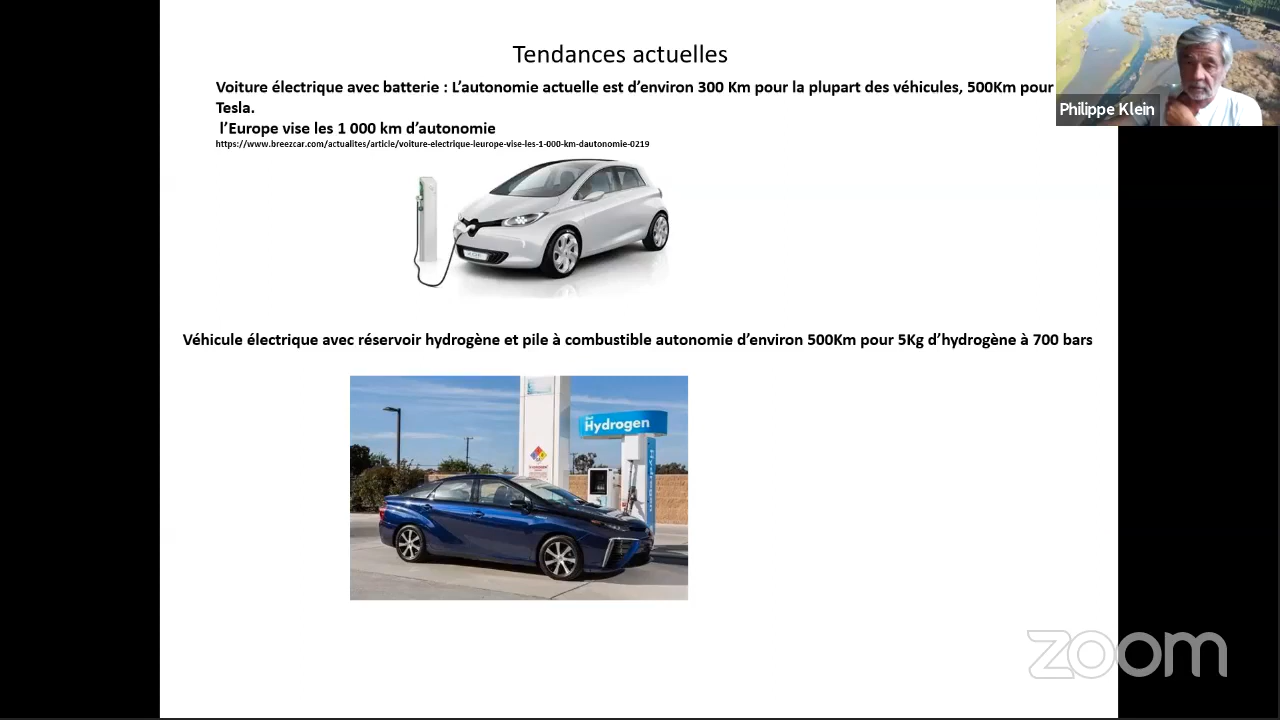 Tendances actuelles
Voiture électrique avec batterie : L’autonomie actuelle est d’environ 300 Km pour la plupart des véhicules, 500Km pour
Tesla.
l’Europe vise les 1 000 km d’autonomie
https://www.breezcar.com/actualites/article/voiture-electrique-leurope-vise-les-1-000-km-dautonomie-0219
Philippe Klein
Véhicule électrique avec réservoir hydrogène et pile à combustible autonomie d’environ 500Km pour 5Kg d’hydrogène à 700 bars
Hydrogen
zoom